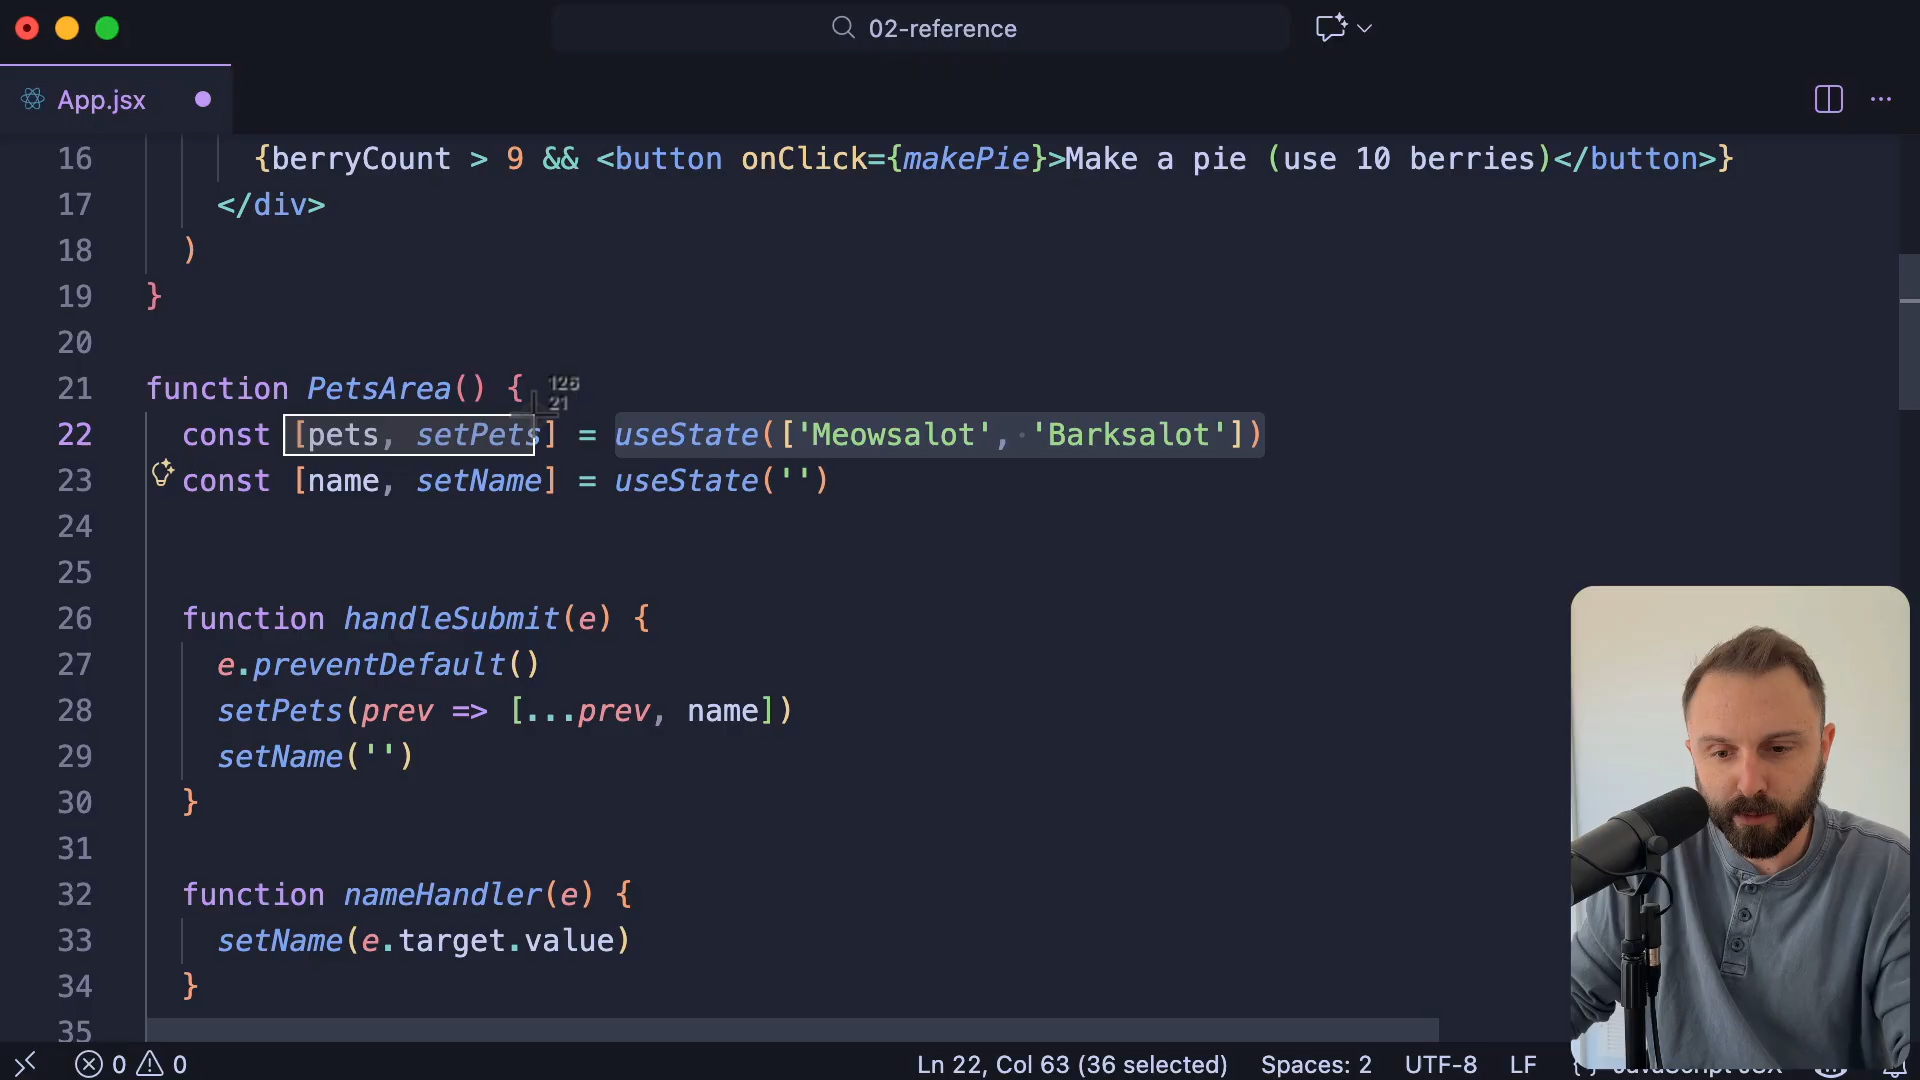 02-reference
App.jsx
16 {berryCount > 9 && <button onClick={makePie}>Make a pie (use 10 berries)</button>}
17 </div>
18 )
19 }
20
21 function PetsArea() {
126
21
22 const [pets, setPets] = useState(['Meowsalot', 'Barksalot'])
23 const [name, setName] = useState('')
24
25
26 function handleSubmit(e) {
27 e.preventDefault()
28 setPets(prev => [...prev, name])
29 setName('')
30 }
31
32 function nameHandler(e) {
33 setName(e.target.value)
34 }
35
0 0 Ln 22, Col 63 (36 selected) Spaces: 2 UTF-8 LF